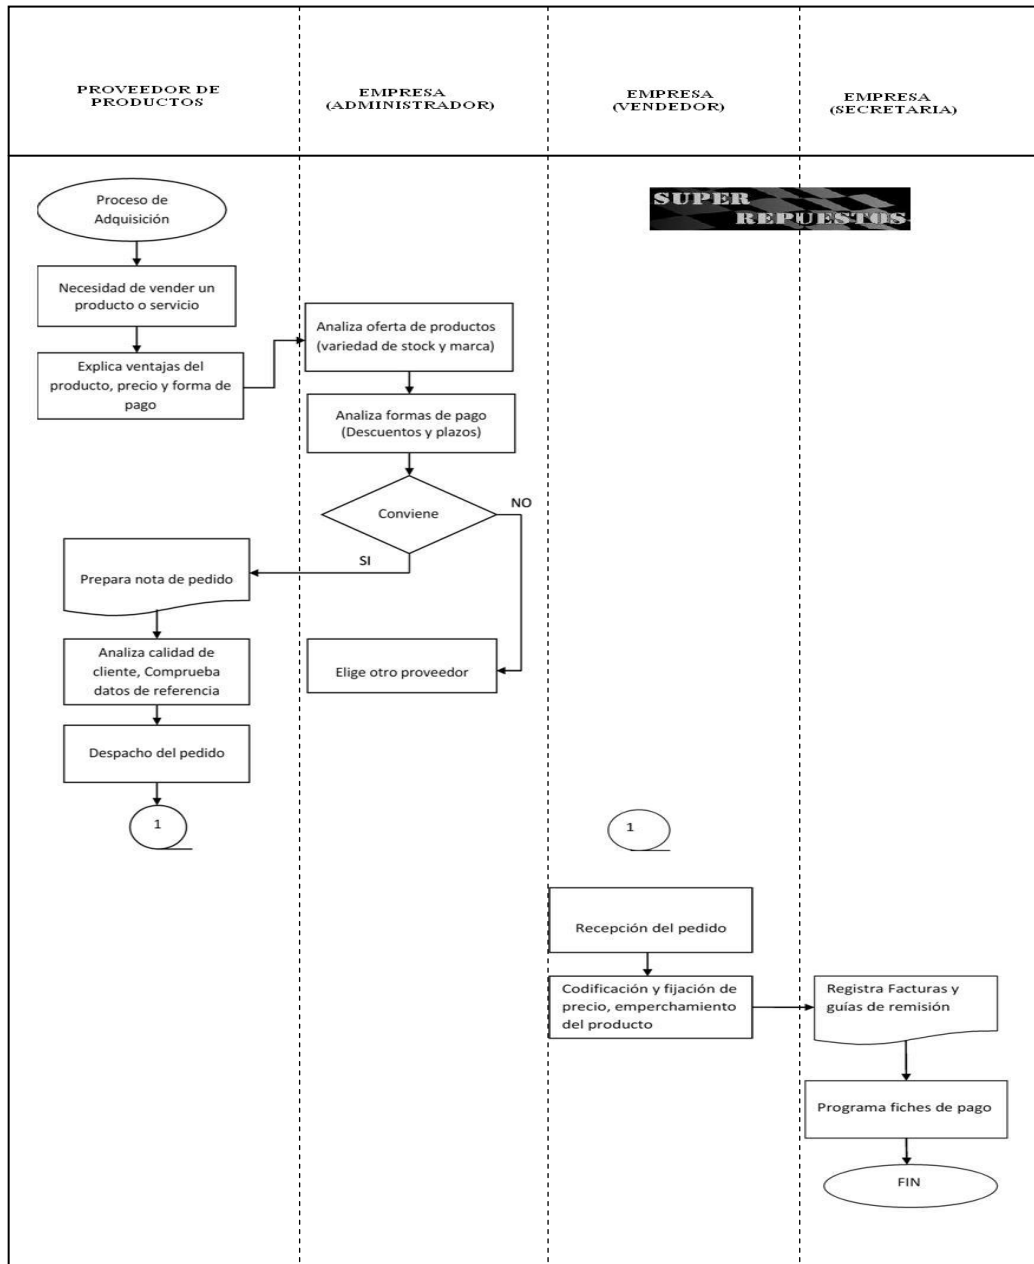 PROVEEDOR DE
PRODUCTOS
EMPRESA
(ADMINISTRADOR)
EMPRESA
(VENDEDOR)
EMPRESA
(SECRETARIA)
SUPER
REPUESTOS
Proceso de
Adquisición
Necesidad de vender un
producto o servicio
Explica ventajas del
producto, precio y forma de
pago
Analiza oferta de productos
(variedad de stock y marca)
Analiza formas de pago
(Descuentos y plazos)
Conviene
NO
SI
Prepara nota de pedido
Analiza calidad de
cliente, Comprueba
datos de referencia
Elige otro proveedor
Despacho del pedido
1
1
Recepción del pedido
Codificación y fijación de
precio, emperchamiento
del producto
Registra Facturas y
guías de remisión
Programa fiches de pago
FIN